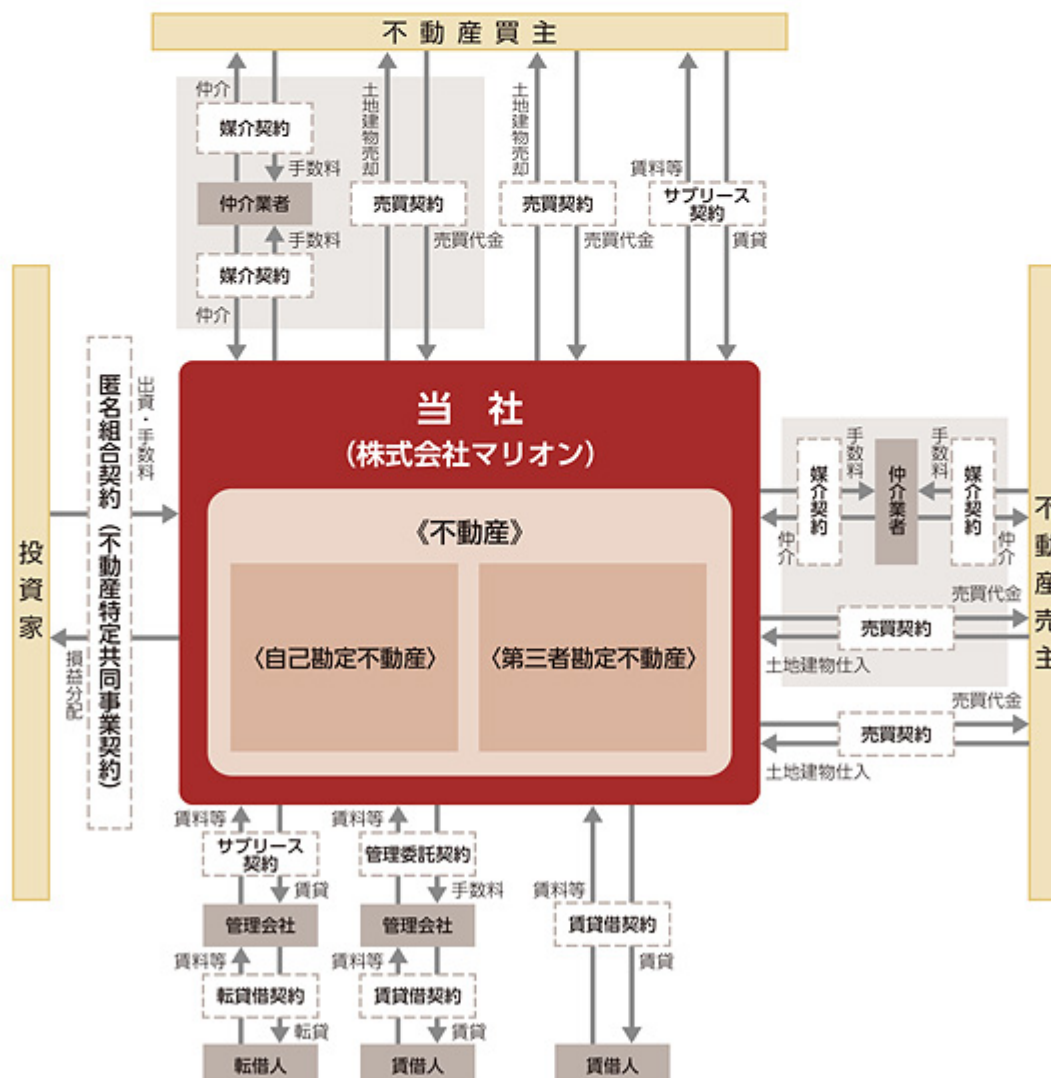 不動産買主
仲介
媒介契約
手数料
仲介業者
手数料
媒介契約
仲介
土地建物売却
売買契約
売買代金
土地建物売却
売買契約
売買代金
賃料等
サブリース
契約
賃貸
投資家
匿名組合契約（不動産特定共同事業契約）
出資・手数料
損益分配
当社
（株式会社マリオン）
《不動産》
〈自己勘定不動産〉
〈第三者勘定不動産〉
手数料
媒介契約
仲介
仲介業者
手数料
媒介契約
仲介
売買代金
売買契約
土地建物仕入
売買代金
売買契約
土地建物仕入
不動産売主
賃料等
サブリース
契約
賃貸
管理会社
賃料等
転貸借契約
転貸
転借人
賃料等
管理委託契約
手数料
管理会社
賃料等
賃貸借契約
賃貸
賃借人
賃料等
賃貸借契約
賃貸
賃借人